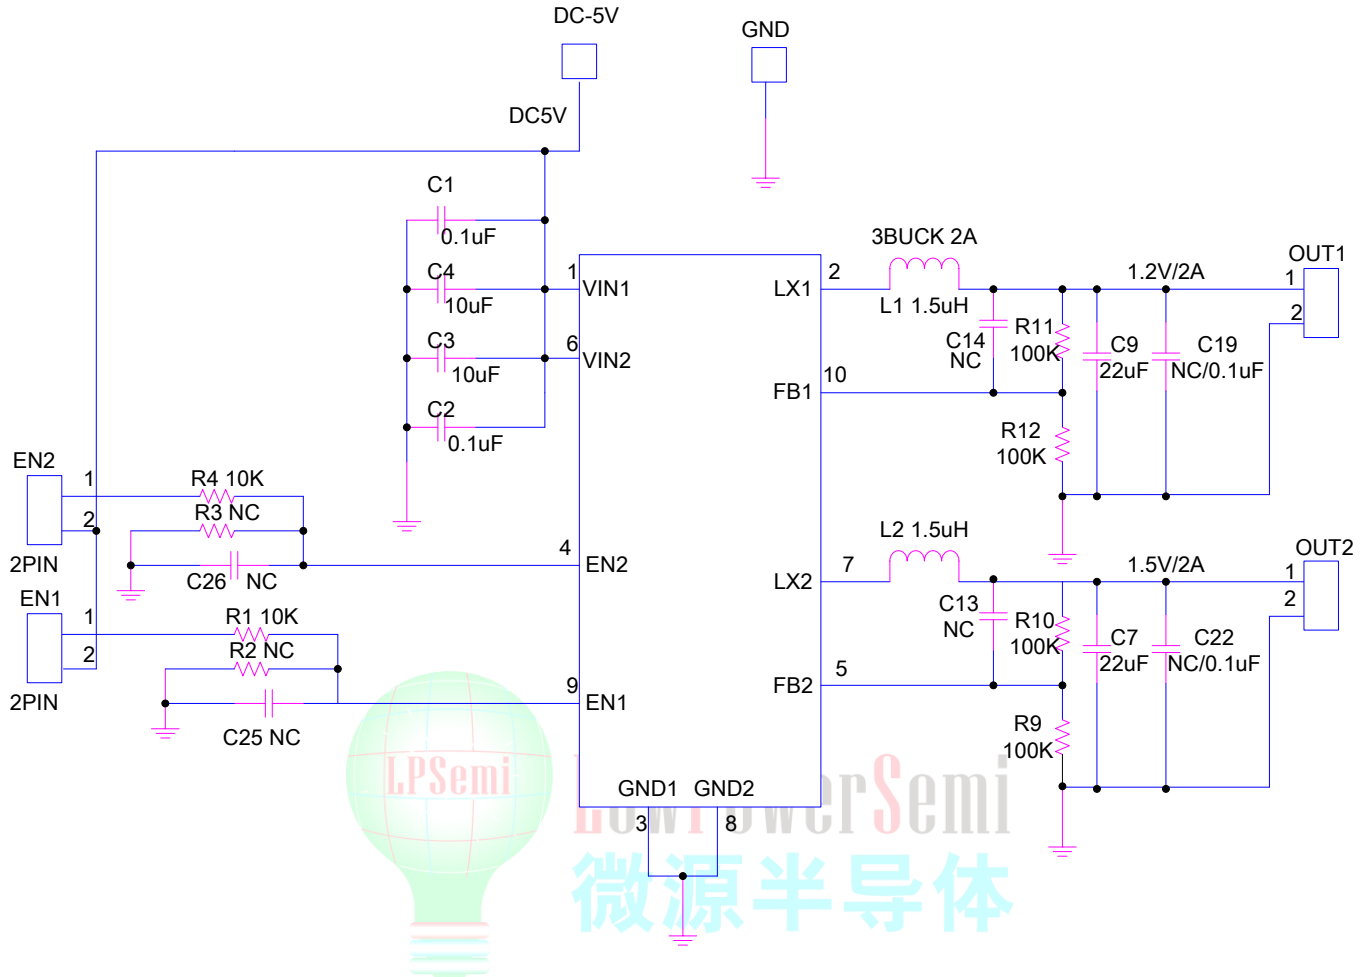 DC-5V
GND
DC5V
C1
0.1uF
C4
10uF
C3
10uF
C2
0.1uF
1
VIN1
6
VIN2
3BUCK 2A
2
LX1
L1 1.5uH
1.2V/2A
OUT1
1
2
C14
NC
R11
100K
C9
22uF
C19
NC/0.1uF
10
FB1
R12
100K
EN2
1
2
2PIN
R4 10K
R3 NC
C26 NC
4
EN2
EN1
1
2
2PIN
R1 10K
R2 NC
C25 NC
9
EN1
L2 1.5uH
7
LX2
1.5V/2A
OUT2
1
2
C13
NC
R10
100K
C7
22uF
C22
NC/0.1uF
5
FB2
R9
100K
GND1 GND2
3 8
LPSemi
LowPowerSemi
微源半导体